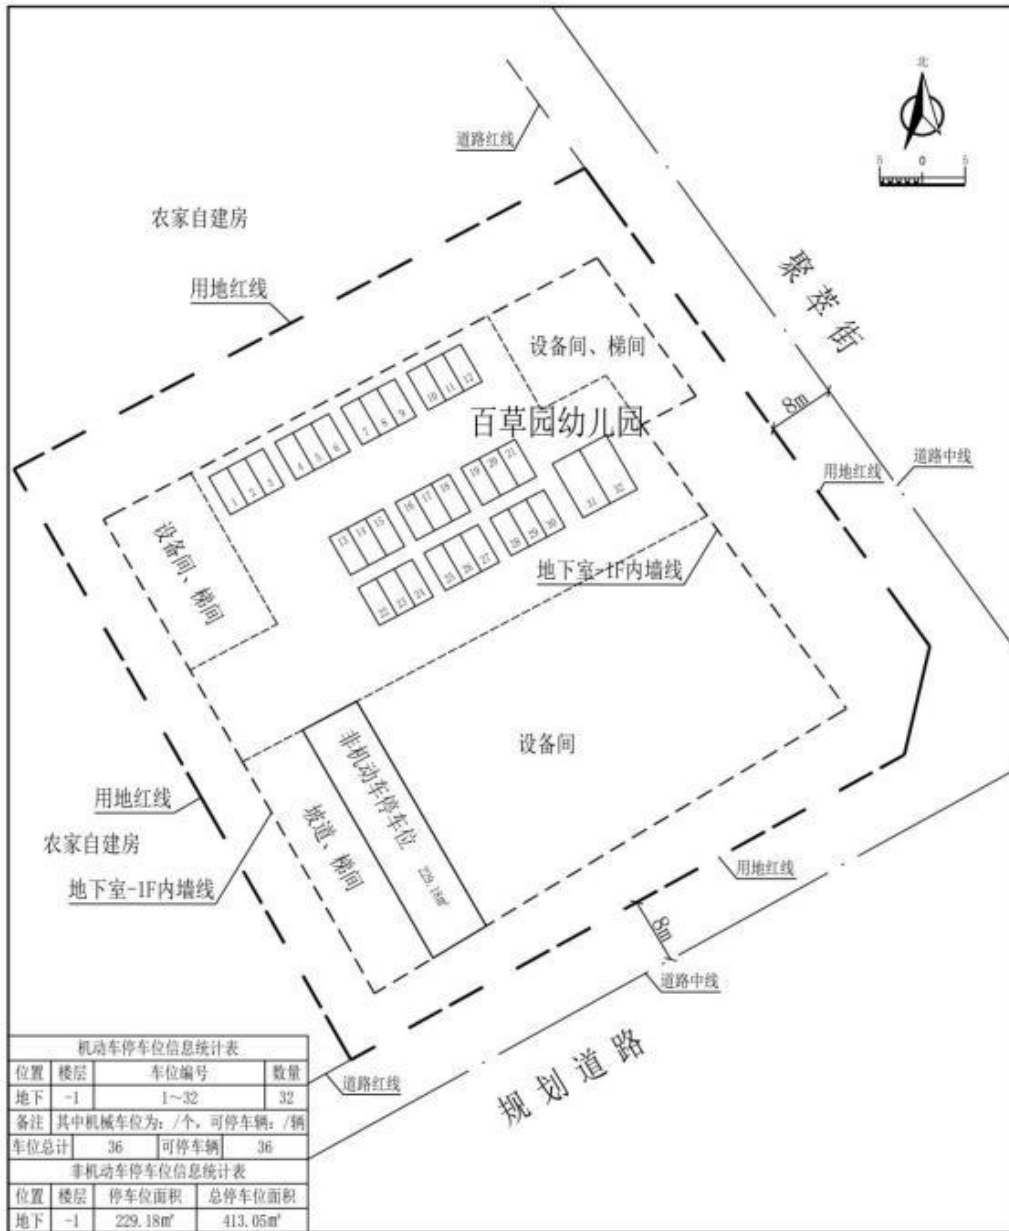 北
5 0 5
道路红线
农家自建房
用地红线
聚萃街
设备间、梯间
8m
百草园幼儿园
道路中线
用地红线
1 2 3 4 5 6 7 8 9 10 11 12
13 14 15 16 17 18 19 20 21
22 23 24 25 26 27 28 29 30
31 32
设备间、梯间
地下室-1F内墙线
设备间
非机动车停车位 229.18㎡
坡道、梯间
用地红线
农家自建房
地下室-1F内墙线
用地红线
8m
道路中线
规划道路
道路红线
机动车停车位信息统计表
位置 楼层 车位编号 数量
地下 -1 1～32 32
备注 其中机械车位为：/个，可停车辆：/辆
车位总计 36 可停车辆 36
非机动车停车位信息统计表
位置 楼层 停车位面积 总停车位面积
地下 -1 229.18㎡ 413.05㎡